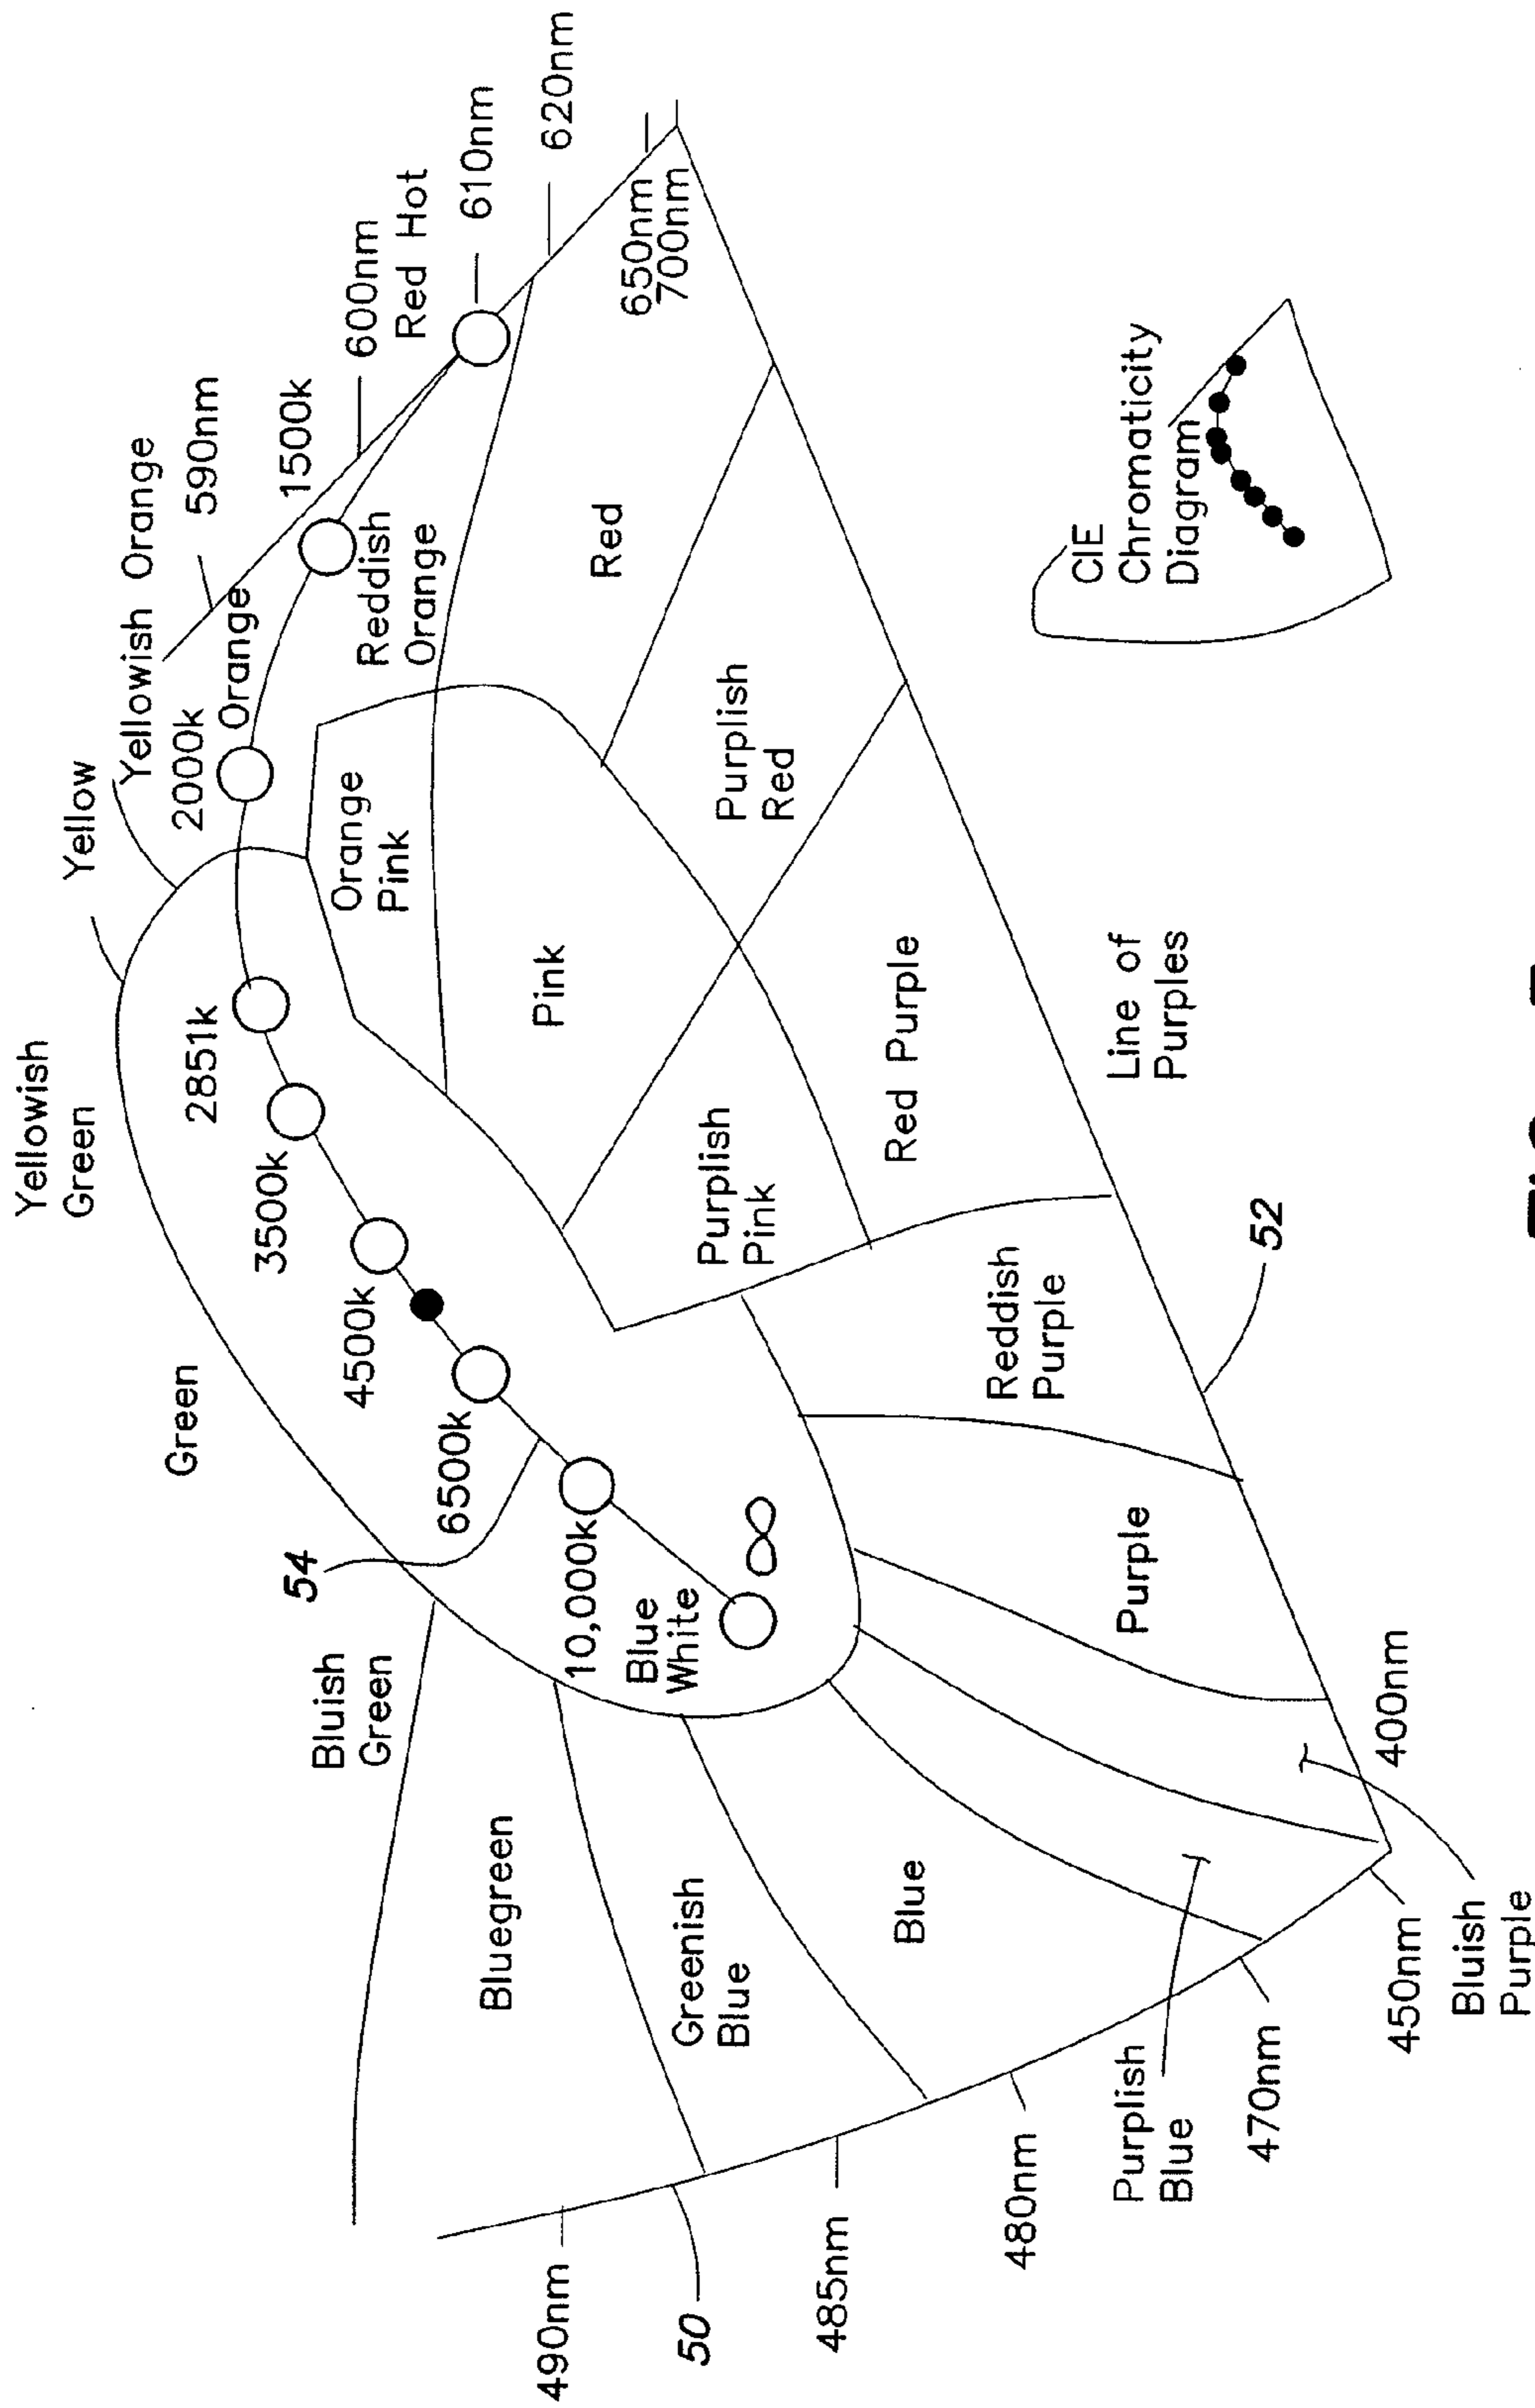 Yellowish
Green
Yellow
Yellowish Orange
590nm
1500k
600nm
Red Hot
610nm
620nm
650nm
700nm
2000k
Orange
Reddish
Orange
Red
Orange
Pink
Pink
Purplish
Red
Purplish
Pink
Red Purple
Line of
Purples
Reddish
Purple
52
Purple
400nm
Green
2851k
3500k
4500k
6500k
54
10,000k
Blue
White
∞
Bluish
Green
Bluegreen
Greenish
Blue
Blue
490nm
50
485nm
480nm
Purplish
Blue
470nm
450nm
Bluish
Purple
CIE
Chromaticity
Diagram